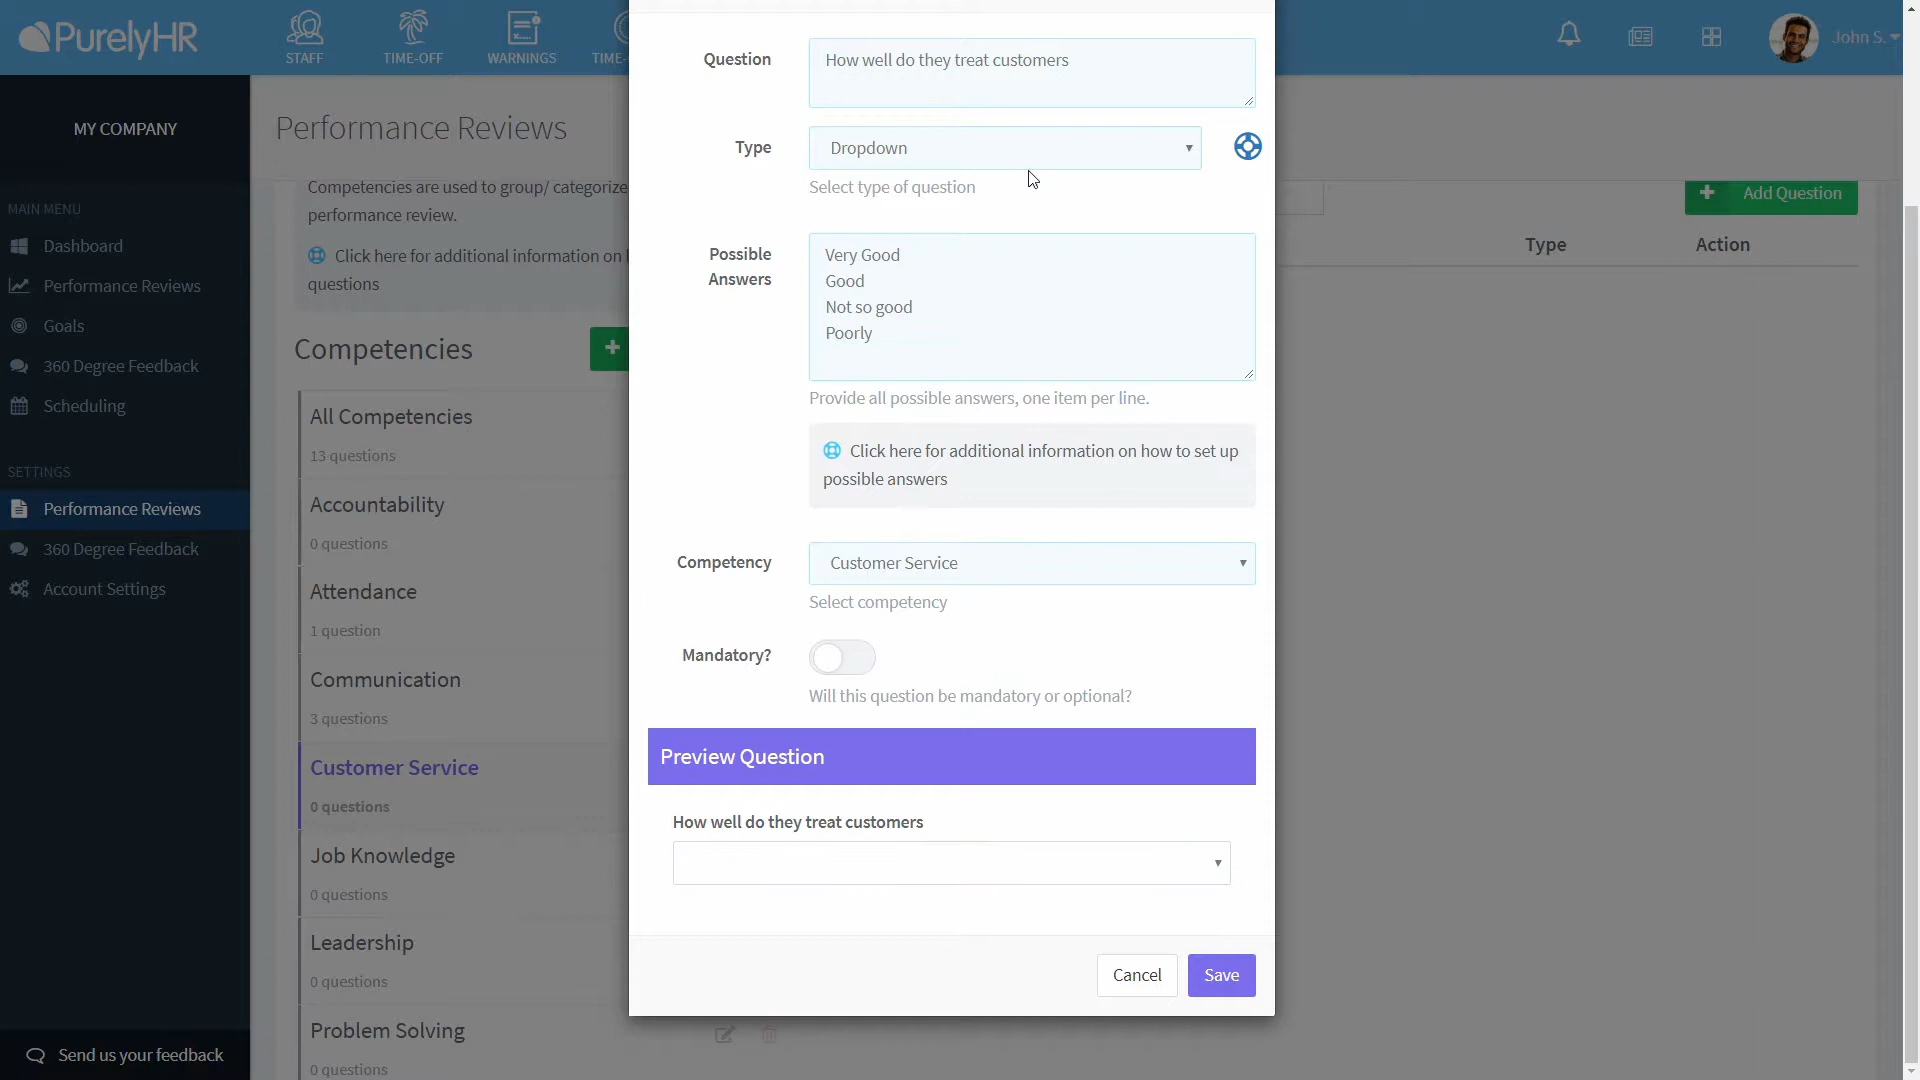 PurelyHR
STAFF
TIME-OFF
WARNINGS
TIME-
John S.
MY COMPANY
MAIN MENU
Dashboard
Performance Reviews
Goals
360 Degree Feedback
Scheduling
SETTINGS
Performance Reviews
360 Degree Feedback
Account Settings
Send us your feedback
Performance Reviews
Competencies are used to group/ categorize
performance review.
Click here for additional information on
questions
Competencies
All Competencies
13 questions
Accountability
0 questions
Attendance
1 question
Communication
3 questions
Customer Service
0 questions
Job Knowledge
0 questions
Leadership
0 questions
Problem Solving
0 questions
Question
How well do they treat customers
Type
Dropdown
Select type of question
Possible
Answers
Very Good
Good
Not so good
Poorly
Provide all possible answers, one item per line.
Click here for additional information on how to set up
possible answers
Competency
Customer Service
Select competency
Mandatory?
Will this question be mandatory or optional?
Preview Question
How well do they treat customers
Cancel
Save
Add Question
Type
Action